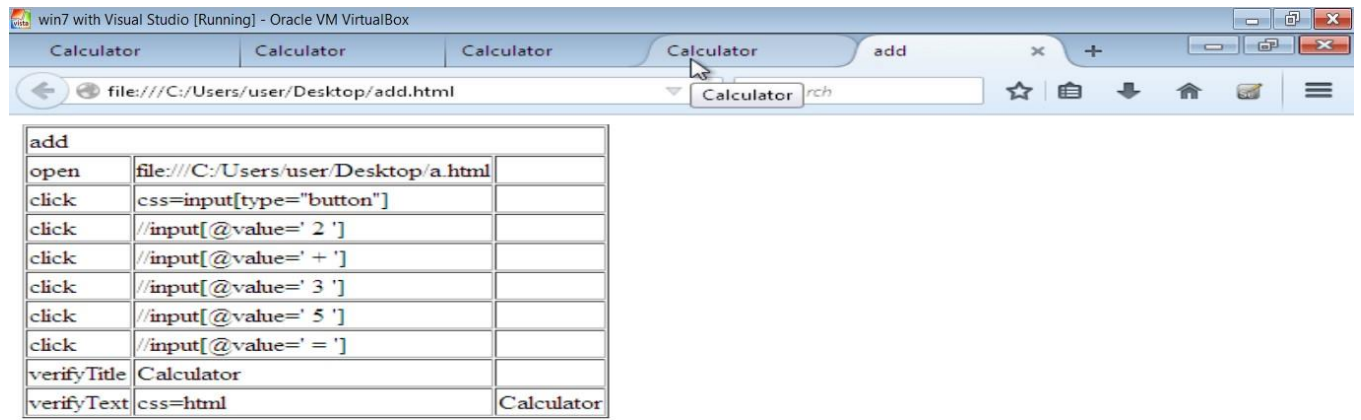 win7 with Visual Studio [Running] - Oracle VM VirtualBox
Calculator Calculator Calculator Calculator add
file:///C:/Users/user/Desktop/add.html
Calculator
add
open file:///C:/Users/user/Desktop/a.html
click css=input[type="button"]
click //input[@value=' 2 ']
click //input[@value=' + ']
click //input[@value=' 3 ']
click //input[@value=' 5 ']
click //input[@value=' = ']
verifyTitle Calculator
verifyText css=html Calculator